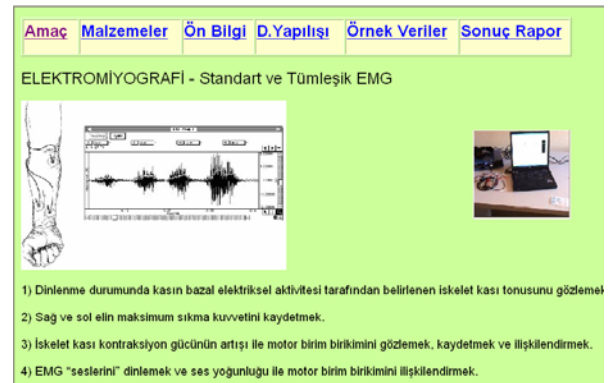 Amaç Malzemeler Ön Bilgi D.Yapılışı Örnek Veriler Sonuç Rapor
ELEKTROMİYOGRAFİ - Standart ve Tümleşik EMG
1) Dinlenme durumunda kasın bazal elektriksel aktivitesi tarafından belirlenen iskelet kası tonusunu gözlemek
2) Sağ ve sol elin maksimum sıkma kuvvetini kaydetmek.
3) İskelet kası kontraksiyon gücünün artışı ile motor birim birikimini gözlemek, kaydetmek ve ilişkilendirmek.
4) EMG “seslerini” dinlemek ve ses yoğunluğu ile motor birim birikimini ilişkilendirmek.